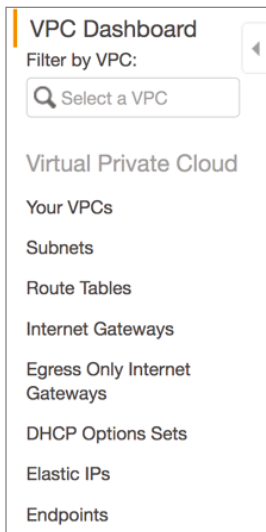 VPC Dashboard
Filter by VPC:
Select a VPC
Virtual Private Cloud
Your VPCs
Subnets
Route Tables
Internet Gateways
Egress Only Internet
Gateways
DHCP Options Sets
Elastic IPs
Endpoints